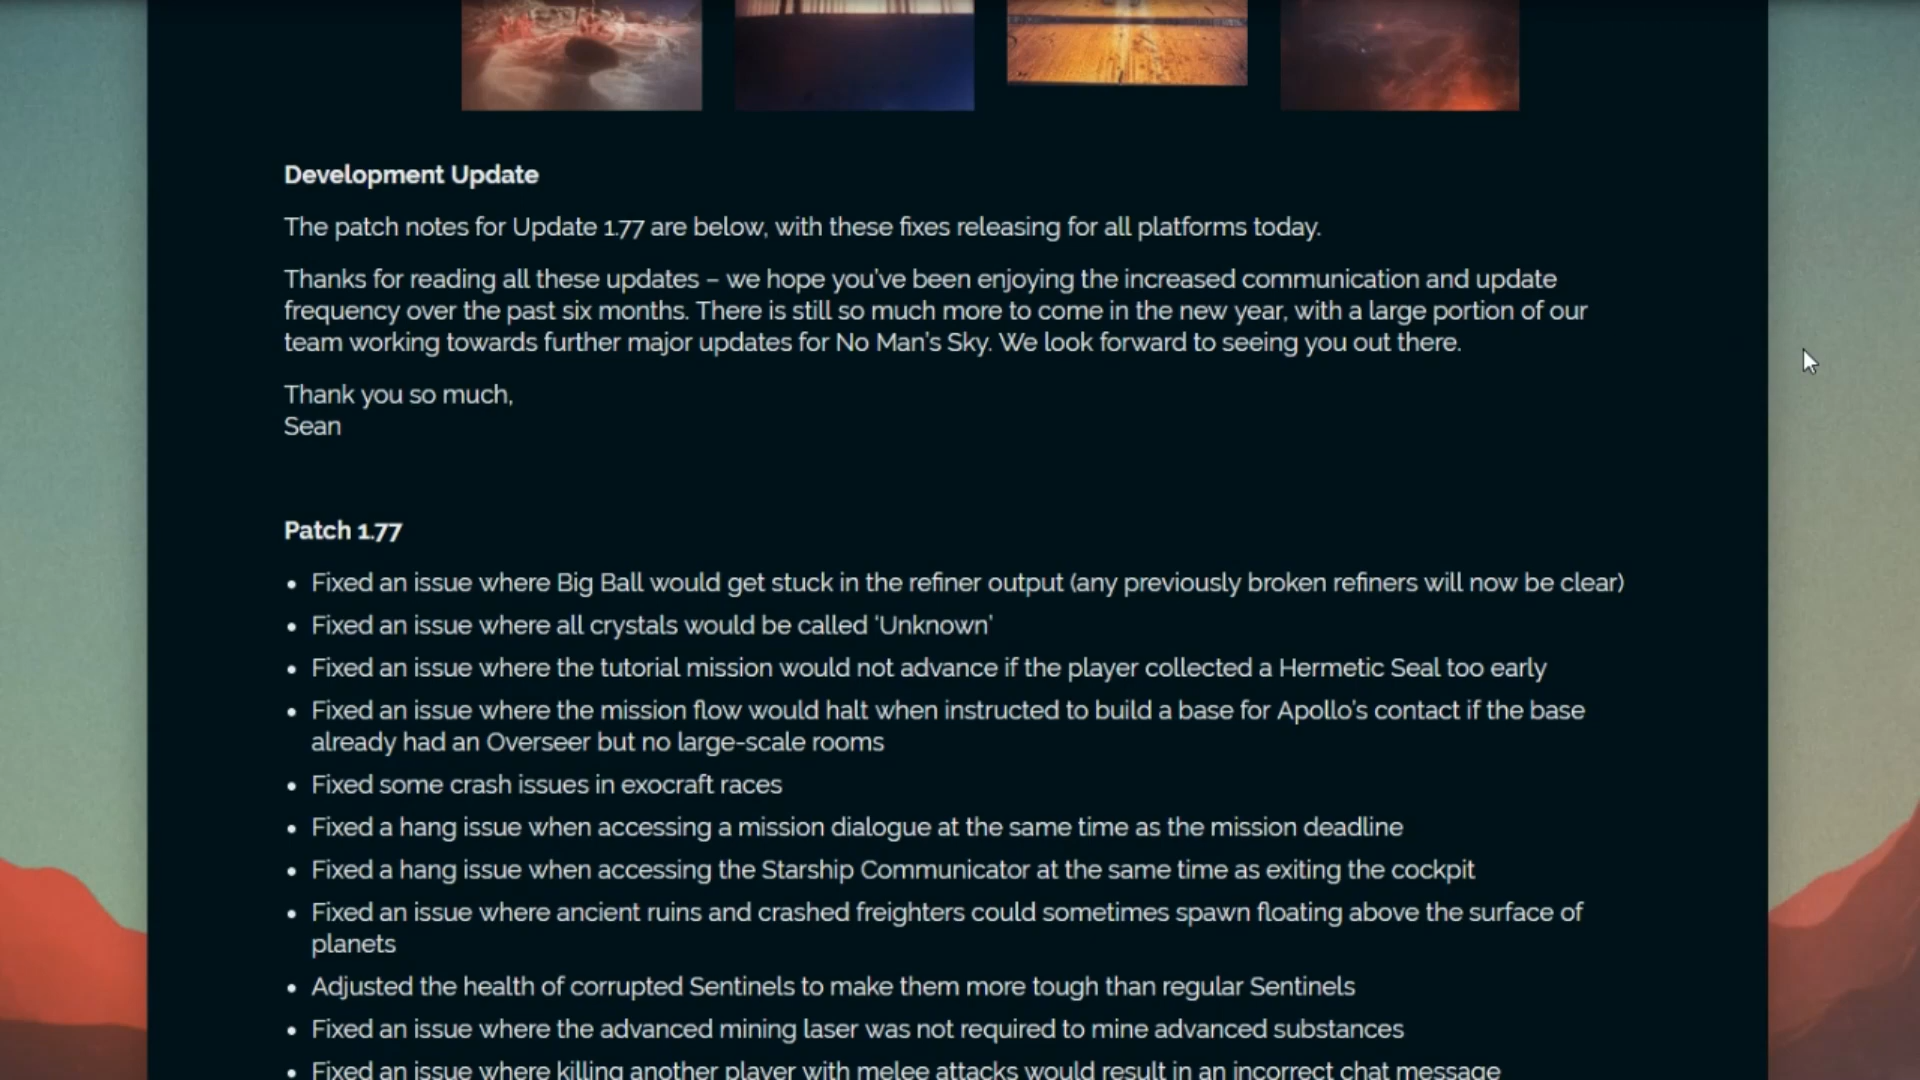 Development Update
The patch notes for Update 1.77 are below, with these fixes releasing for all platforms today.
Thanks for reading all these updates – we hope you've been enjoying the increased communication and update
frequency over the past six months. There is still so much more to come in the new year, with a large portion of our
team working towards further major updates for No Man's Sky. We look forward to seeing you out there.
Thank you so much,
Sean
Patch 1.77
• Fixed an issue where Big Ball would get stuck in the refiner output (any previously broken refiners will now be clear)
• Fixed an issue where all crystals would be called ‘Unknown’
• Fixed an issue where the tutorial mission would not advance if the player collected a Hermetic Seal too early
• Fixed an issue where the mission flow would halt when instructed to build a base for Apollo's contact if the base
already had an Overseer but no large-scale rooms
• Fixed some crash issues in exocraft races
• Fixed a hang issue when accessing a mission dialogue at the same time as the mission deadline
• Fixed a hang issue when accessing the Starship Communicator at the same time as exiting the cockpit
• Fixed an issue where ancient ruins and crashed freighters could sometimes spawn floating above the surface of
planets
• Adjusted the health of corrupted Sentinels to make them more tough than regular Sentinels
• Fixed an issue where the advanced mining laser was not required to mine advanced substances
• Fixed an issue where killing another player with melee attacks would result in an incorrect chat message